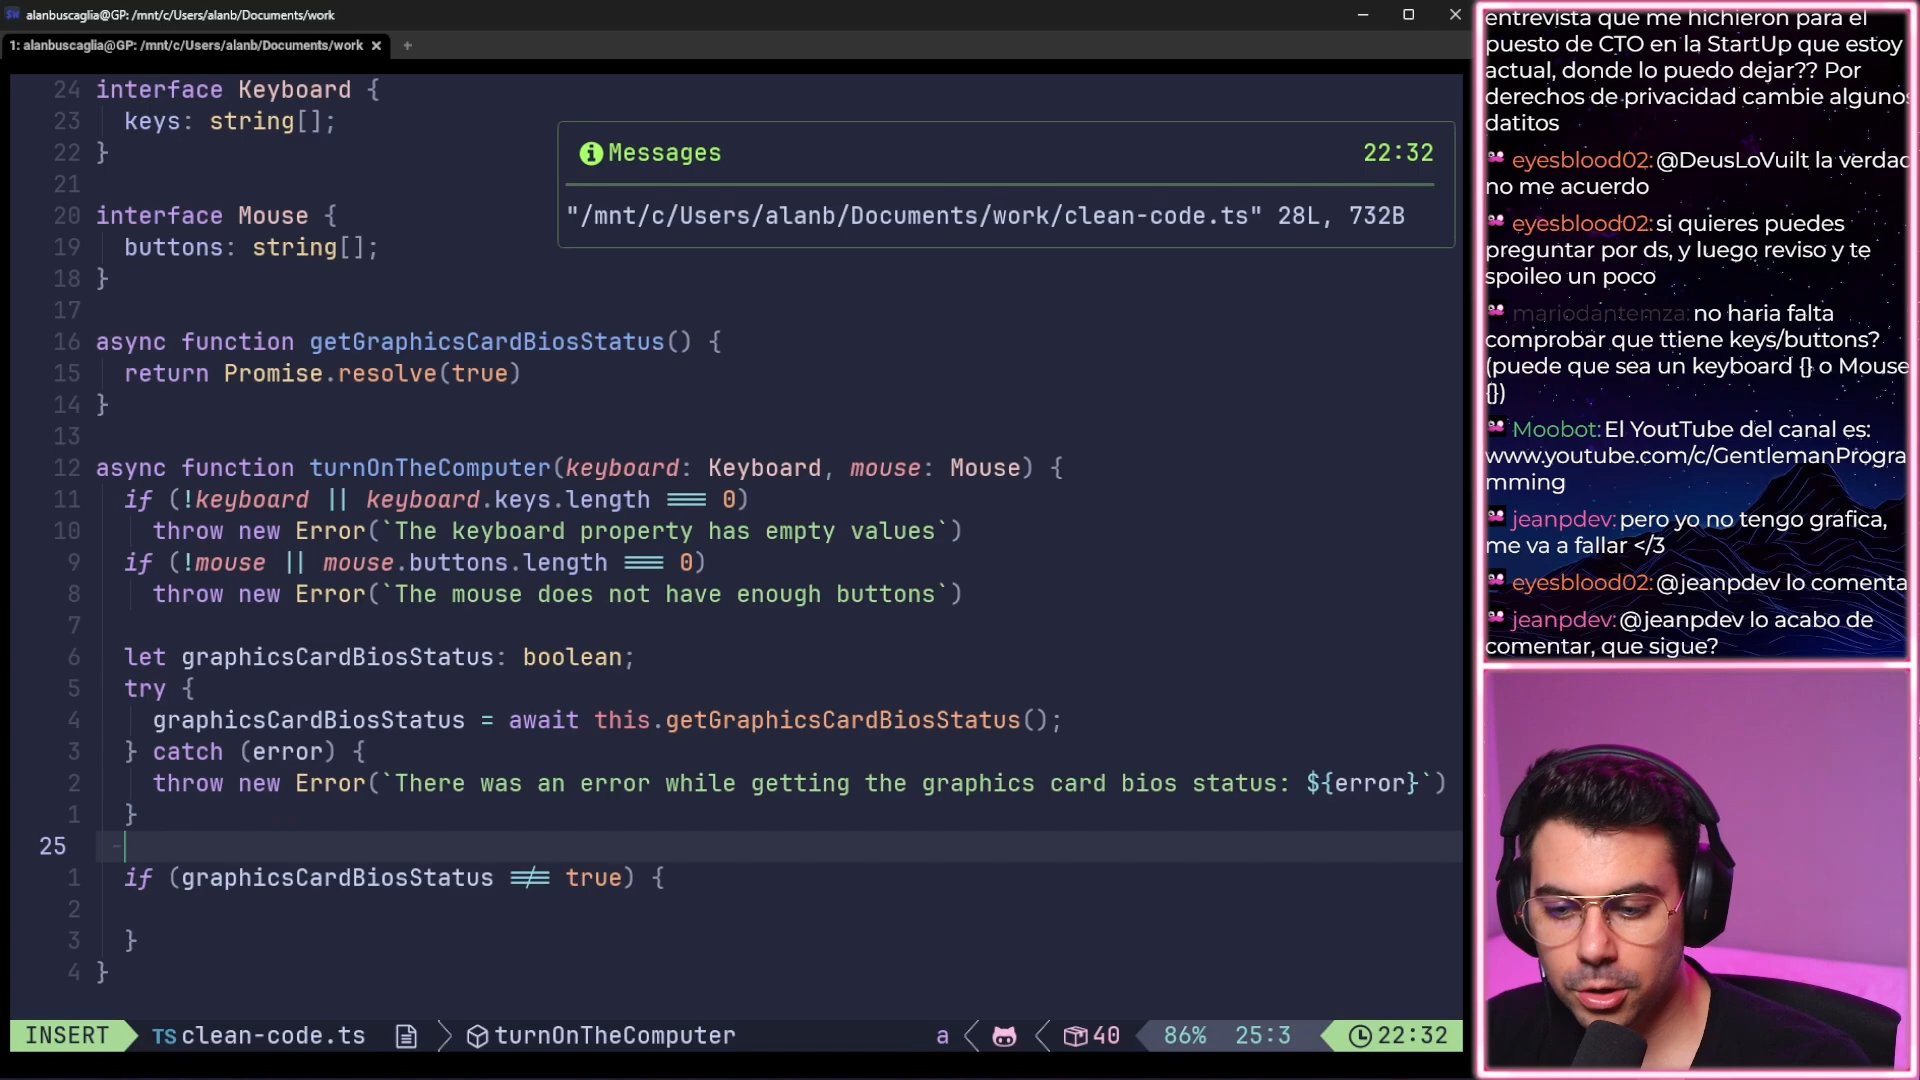 alanbuscaglia@GP: /mnt/c/Users/alanb/Documents/work
1: alanbuscaglia@GP: /mnt/c/Users/alanb/Documents/work × +
24 interface Keyboard {
23 keys: string[];
22 }
21
20 interface Mouse {
19 buttons: string[];
18 }
17
16 async function getGraphicsCardBiosStatus() {
15 return Promise.resolve(true)
14 }
13
12 async function turnOnTheComputer(keyboard: Keyboard, mouse: Mouse) {
11 if (!keyboard || keyboard.keys.length === 0)
10 throw new Error(`The keyboard property has empty values`)
9 if (!mouse || mouse.buttons.length === 0)
8 throw new Error(`The mouse does not have enough buttons`)
7
6 let graphicsCardBiosStatus: boolean;
5 try {
4 graphicsCardBiosStatus = await this.getGraphicsCardBiosStatus();
3 } catch (error) {
2 throw new Error(`There was an error while getting the graphics card bios status: ${error}`)
1 }
25
1 if (graphicsCardBiosStatus !== true) {
2
3 }
4 }
Messages 22:32
"/mnt/c/Users/alanb/Documents/work/clean-code.ts" 28L, 732B
INSERT TS clean-code.ts turnOnTheComputer a 40 86% 25:3 22:32
entrevista que me hichieron para el
puesto de CTO en la StartUp que estoy
actual, donde lo puedo dejar?? Por
derechos de privacidad cambie algunos
datitos
eyesblood02: @DeusLoVuilt la verdad
no me acuerdo
eyesblood02: si quieres puedes
preguntar por ds, y luego reviso y te
spoileo un poco
mariodantemza: no haria falta
comprobar que ttiene keys/buttons?
(puede que sea un keyboard {} o Mouse
{})
Moobot: El YoutTube del canal es:
www.youtube.com/c/GentlemanProgra
mming
jeanpdev: pero yo no tengo grafica,
me va a fallar </3
eyesblood02: @jeanpdev lo comenta
jeanpdev: @jeanpdev lo acabo de
comentar, que sigue?